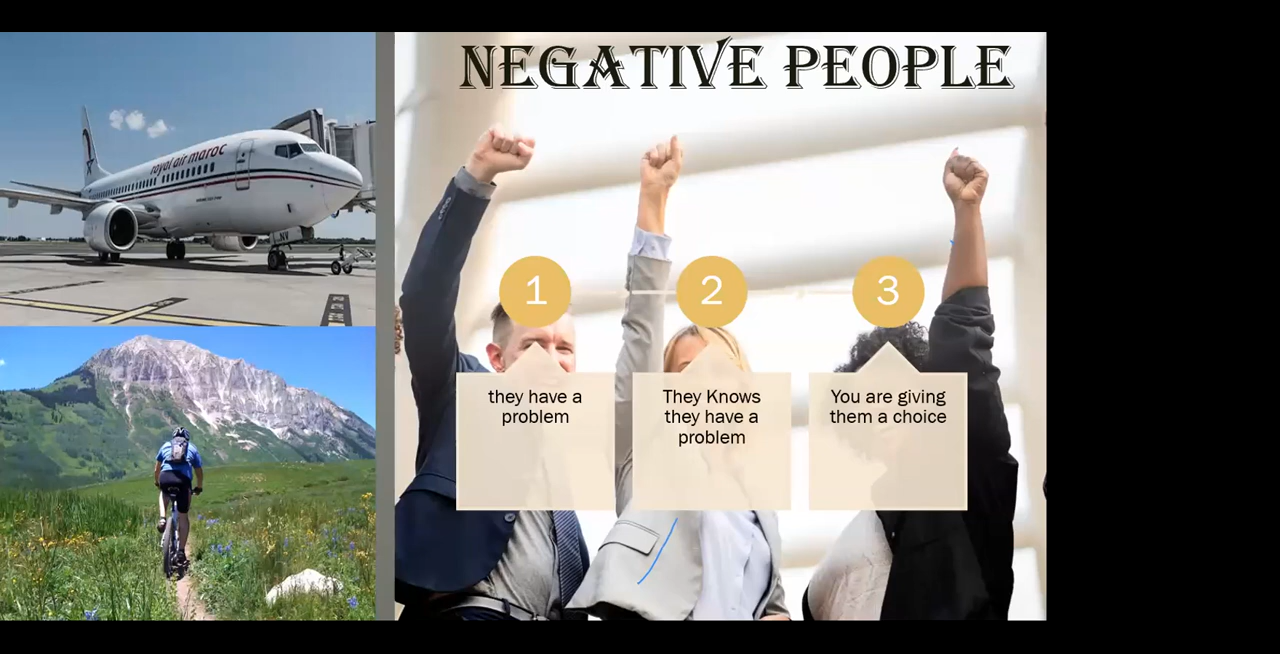 NEGATIVE PEOPLE
royal air maroc
1
2
3
they have a
problem
They Knows
they have a
problem
You are giving
them a choice